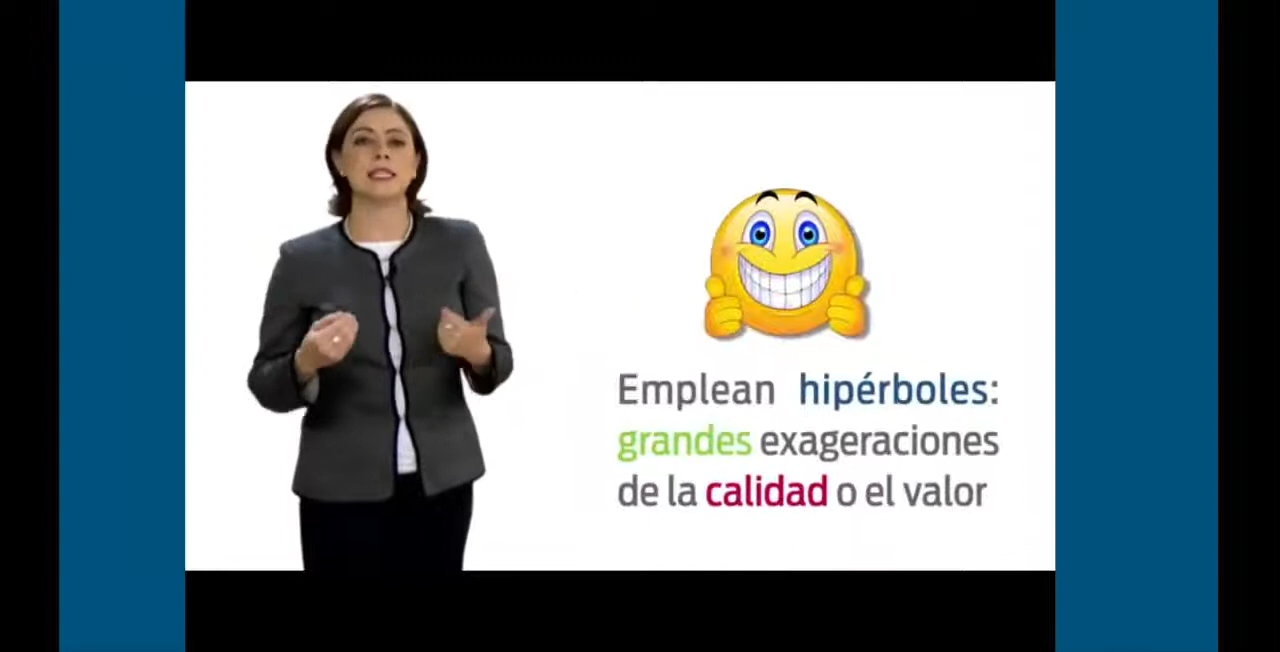 Emplean hipérboles:
grandes exageraciones
de la calidad o el valor